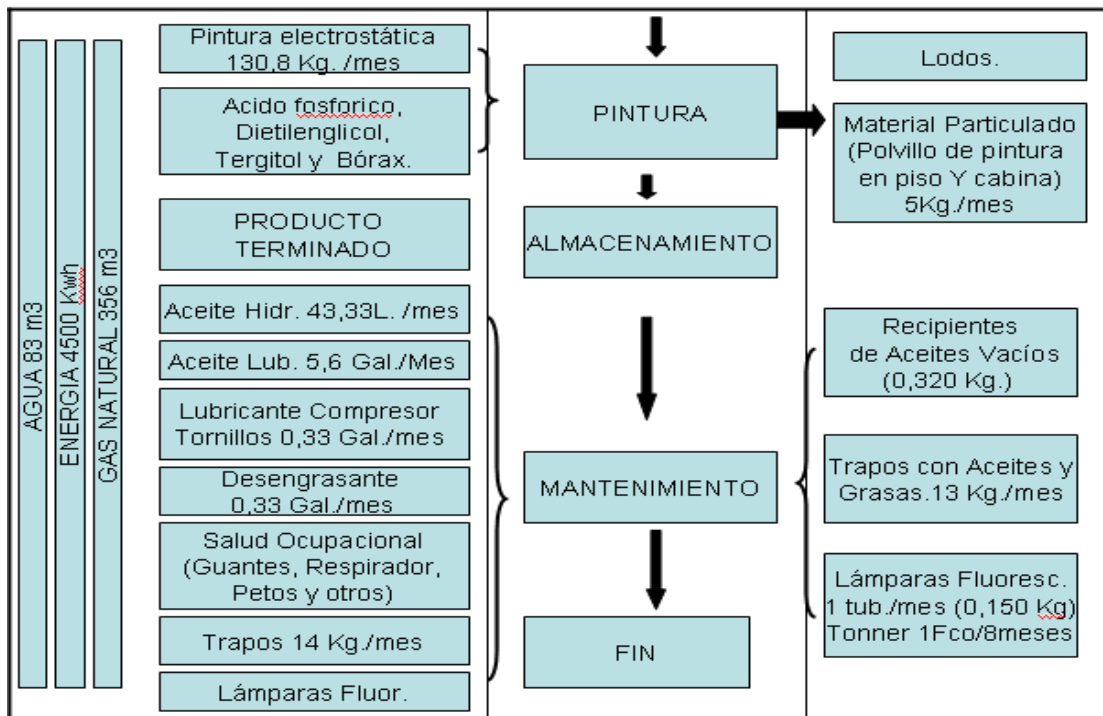 AGUA 83 m3
ENERGIA 4500 Kwh
GAS NATURAL 356 m3
Pintura electrostática
130,8 Kg. /mes
Acido fosforico,
Dietilenglicol,
Tergitol y Bórax.
PRODUCTO
TERMINADO
Aceite Hidr. 43,33L. /mes
Aceite Lub. 5,6 Gal./Mes
Lubricante Compresor
Tornillos 0,33 Gal./mes
Desengrasante
0,33 Gal./mes
Salud Ocupacional
(Guantes, Respirador,
Petos y otros)
Trapos 14 Kg./mes
Lámparas Fluor.
PINTURA
ALMACENAMIENTO
MANTENIMIENTO
FIN
Lodos.
Material Particulado
(Polvillo de pintura
en piso Y cabina)
5Kg./mes
Recipientes
de Aceites Vacíos
(0,320 Kg.)
Trapos con Aceites y
Grasas.13 Kg./mes
Lámparas Fluoresc.
1 tub./mes (0,150 Kg)
Tonner 1Fco/8meses